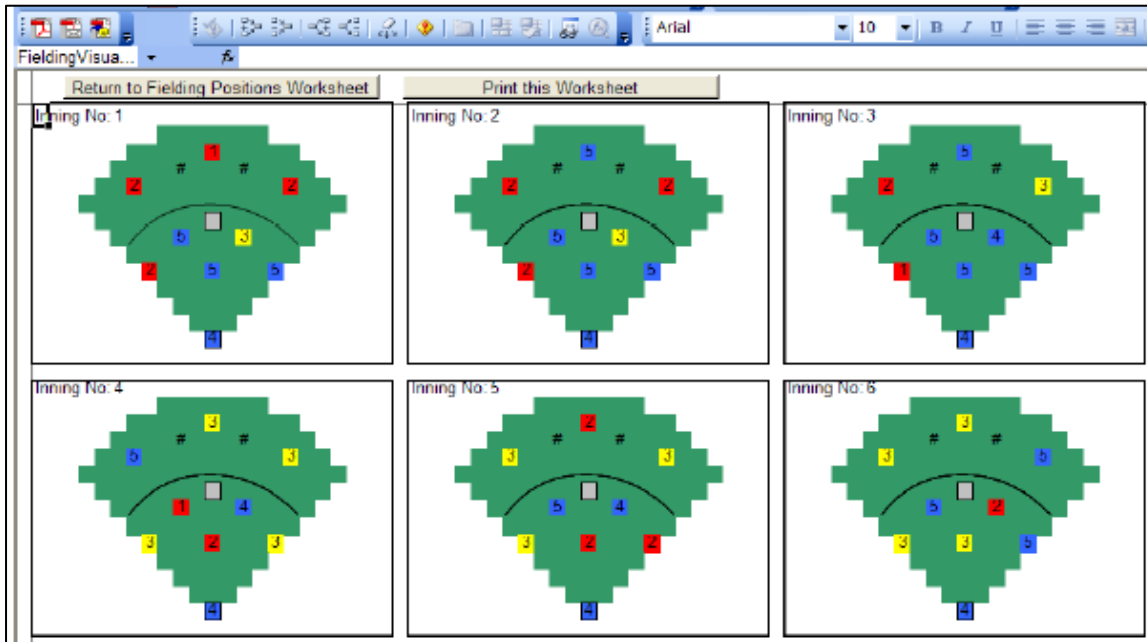 Arial 10 B I U
FieldingVisua... fx
Return to Fielding Positions Worksheet Print this Worksheet
Inning No: 1 Inning No: 2 Inning No: 3
1 5 5
# # # # # #
2 2 2 2 2 3
5 3 5 3 5 4
2 5 5 2 5 5 1 5 5
4 4 4
Inning No: 4 Inning No: 5 Inning No: 6
3 2 3
# # # # # #
5 3 3 3 3 5
1 4 5 4 5 2
3 2 3 3 2 2 3 3 5
4 4 4